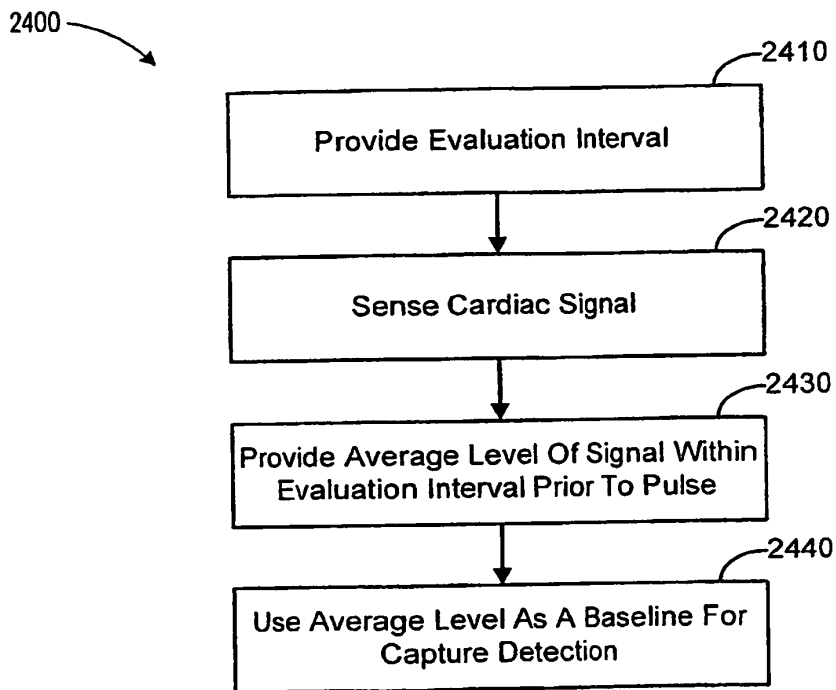 2400
2410
Provide Evaluation Interval
2420
Sense Cardiac Signal
2430
Provide Average Level Of Signal Within
Evaluation Interval Prior To Pulse
2440
Use Average Level As A Baseline For
Capture Detection